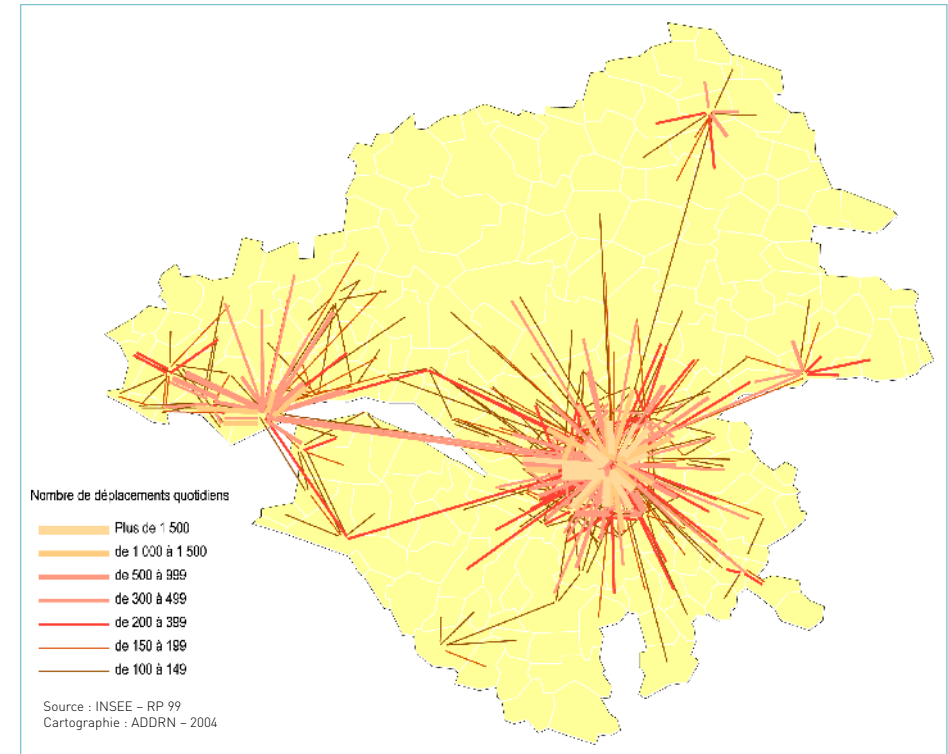 Nombre de déplacements quotidiens
Plus de 1 500
de 1 000 à 1 500
de 500 à 999
de 300 à 499
de 200 à 399
de 150 à 199
de 100 à 149
Source : INSEE – RP 99
Cartographie : ADDRN – 2004